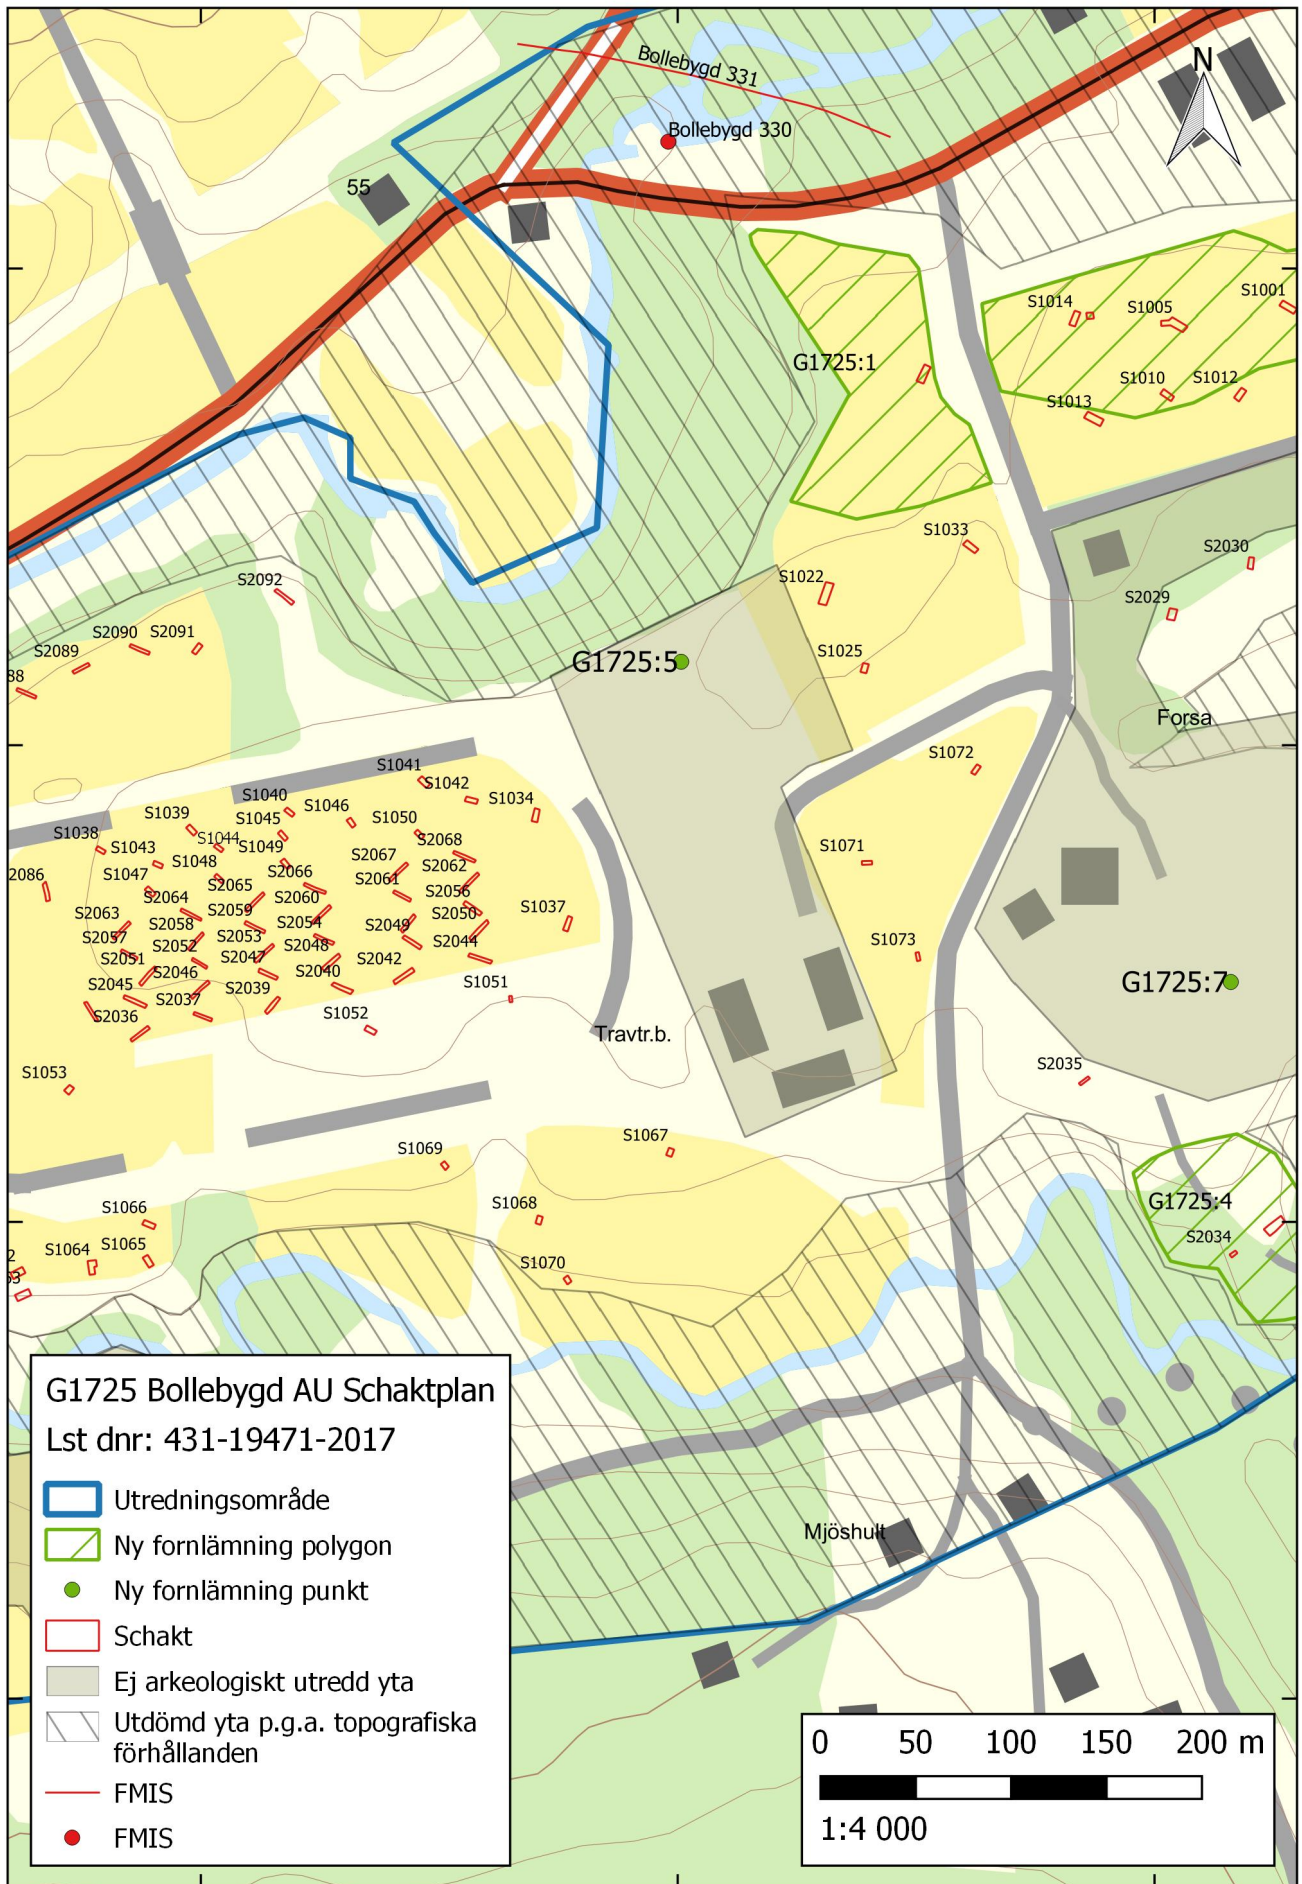 Bollebygd 331
N
Bollebygd 330
55
S1014
S1005
S1001
G1725:1
S1010
S1012
S1013
S1033
S2030
S2092
S1022
S2029
S2090
S2091
S2089
S1025
G1725:5
88
Forsa
S1072
S1041
S1042
S1040
S1046
S1034
S1039
S1045
S1050
S1038
S1044
S1043
S1049
S2068
S1048
S2067
S2062
S1071
2086
S1047
S2066
S2061
S2065
S2056
S2064
S2060
S2063
S2059
S2050
S1037
S2058
S2054
S2049
S2057
S2053
S2044
S1073
S2052
S2048
S2051
S2047
S2042
S2046
S2040
S1051
G1725:7
S2045
S2039
S2037
S1052
S2036
Travtr.b.
S1053
S2035
S1067
S1069
G1725:4
S1066
S1068
S2034
S1064
S1065
2
S1070
53
G1725 Bollebygd AU Schaktplan
Lst dnr: 431-19471-2017
Utredningsområde
Ny fornlämning polygon
Ny fornlämning punkt
Schakt
Ej arkeologiskt utredd yta
Utdömd yta p.g.a. topografiska
förhållanden
FMIS
FMIS
Mjöshult
0 50 100 150 200 m
1:4 000